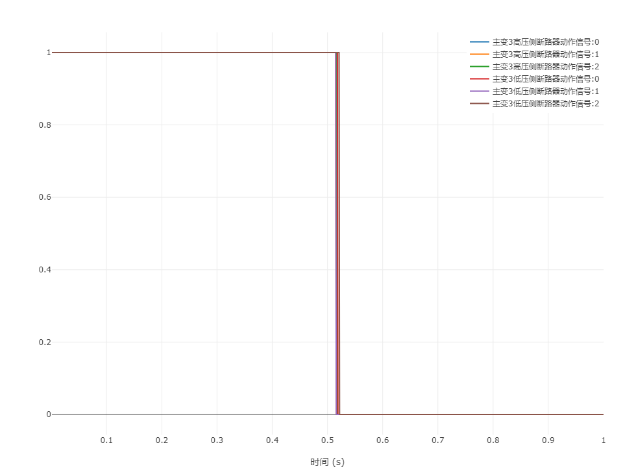 主变3高压侧断路器动作信号:0
主变3高压侧断路器动作信号:1
主变3高压侧断路器动作信号:2
主变3低压侧断路器动作信号:0
主变3低压侧断路器动作信号:1
主变3低压侧断路器动作信号:2
1
0.8
0.6
0.4
0.2
0
0.1 0.2 0.3 0.4 0.5 0.6 0.7 0.8 0.9 1
时间 (s)